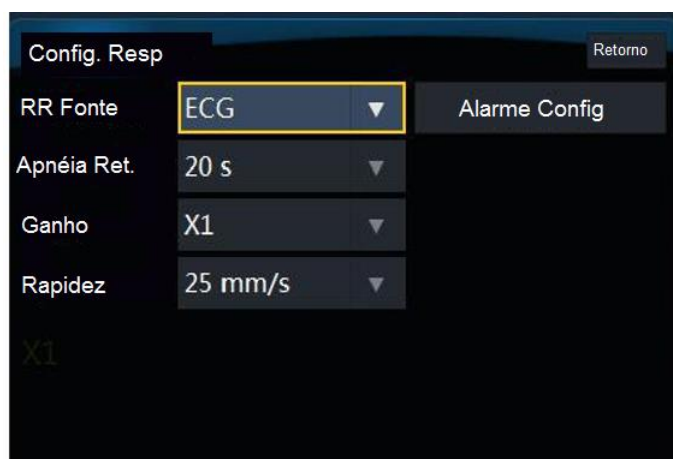 Config. Resp Retorno
RR Fonte ECG Alarme Config
Apnéia Ret. 20 s
Ganho X1
Rapidez 25 mm/s
X1